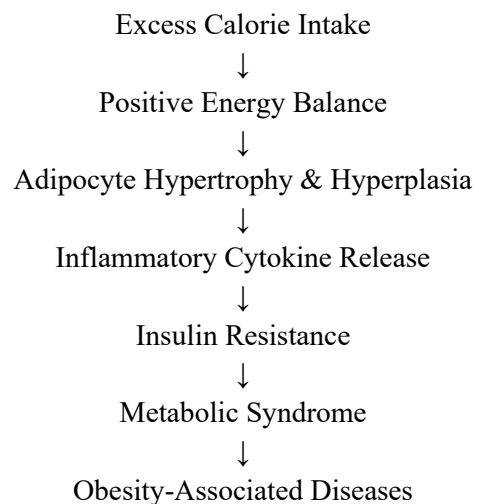 Excess Calorie Intake
↓
Positive Energy Balance
↓
Adipocyte Hypertrophy & Hyperplasia
↓
Inflammatory Cytokine Release
↓
Insulin Resistance
↓
Metabolic Syndrome
↓
Obesity-Associated Diseases